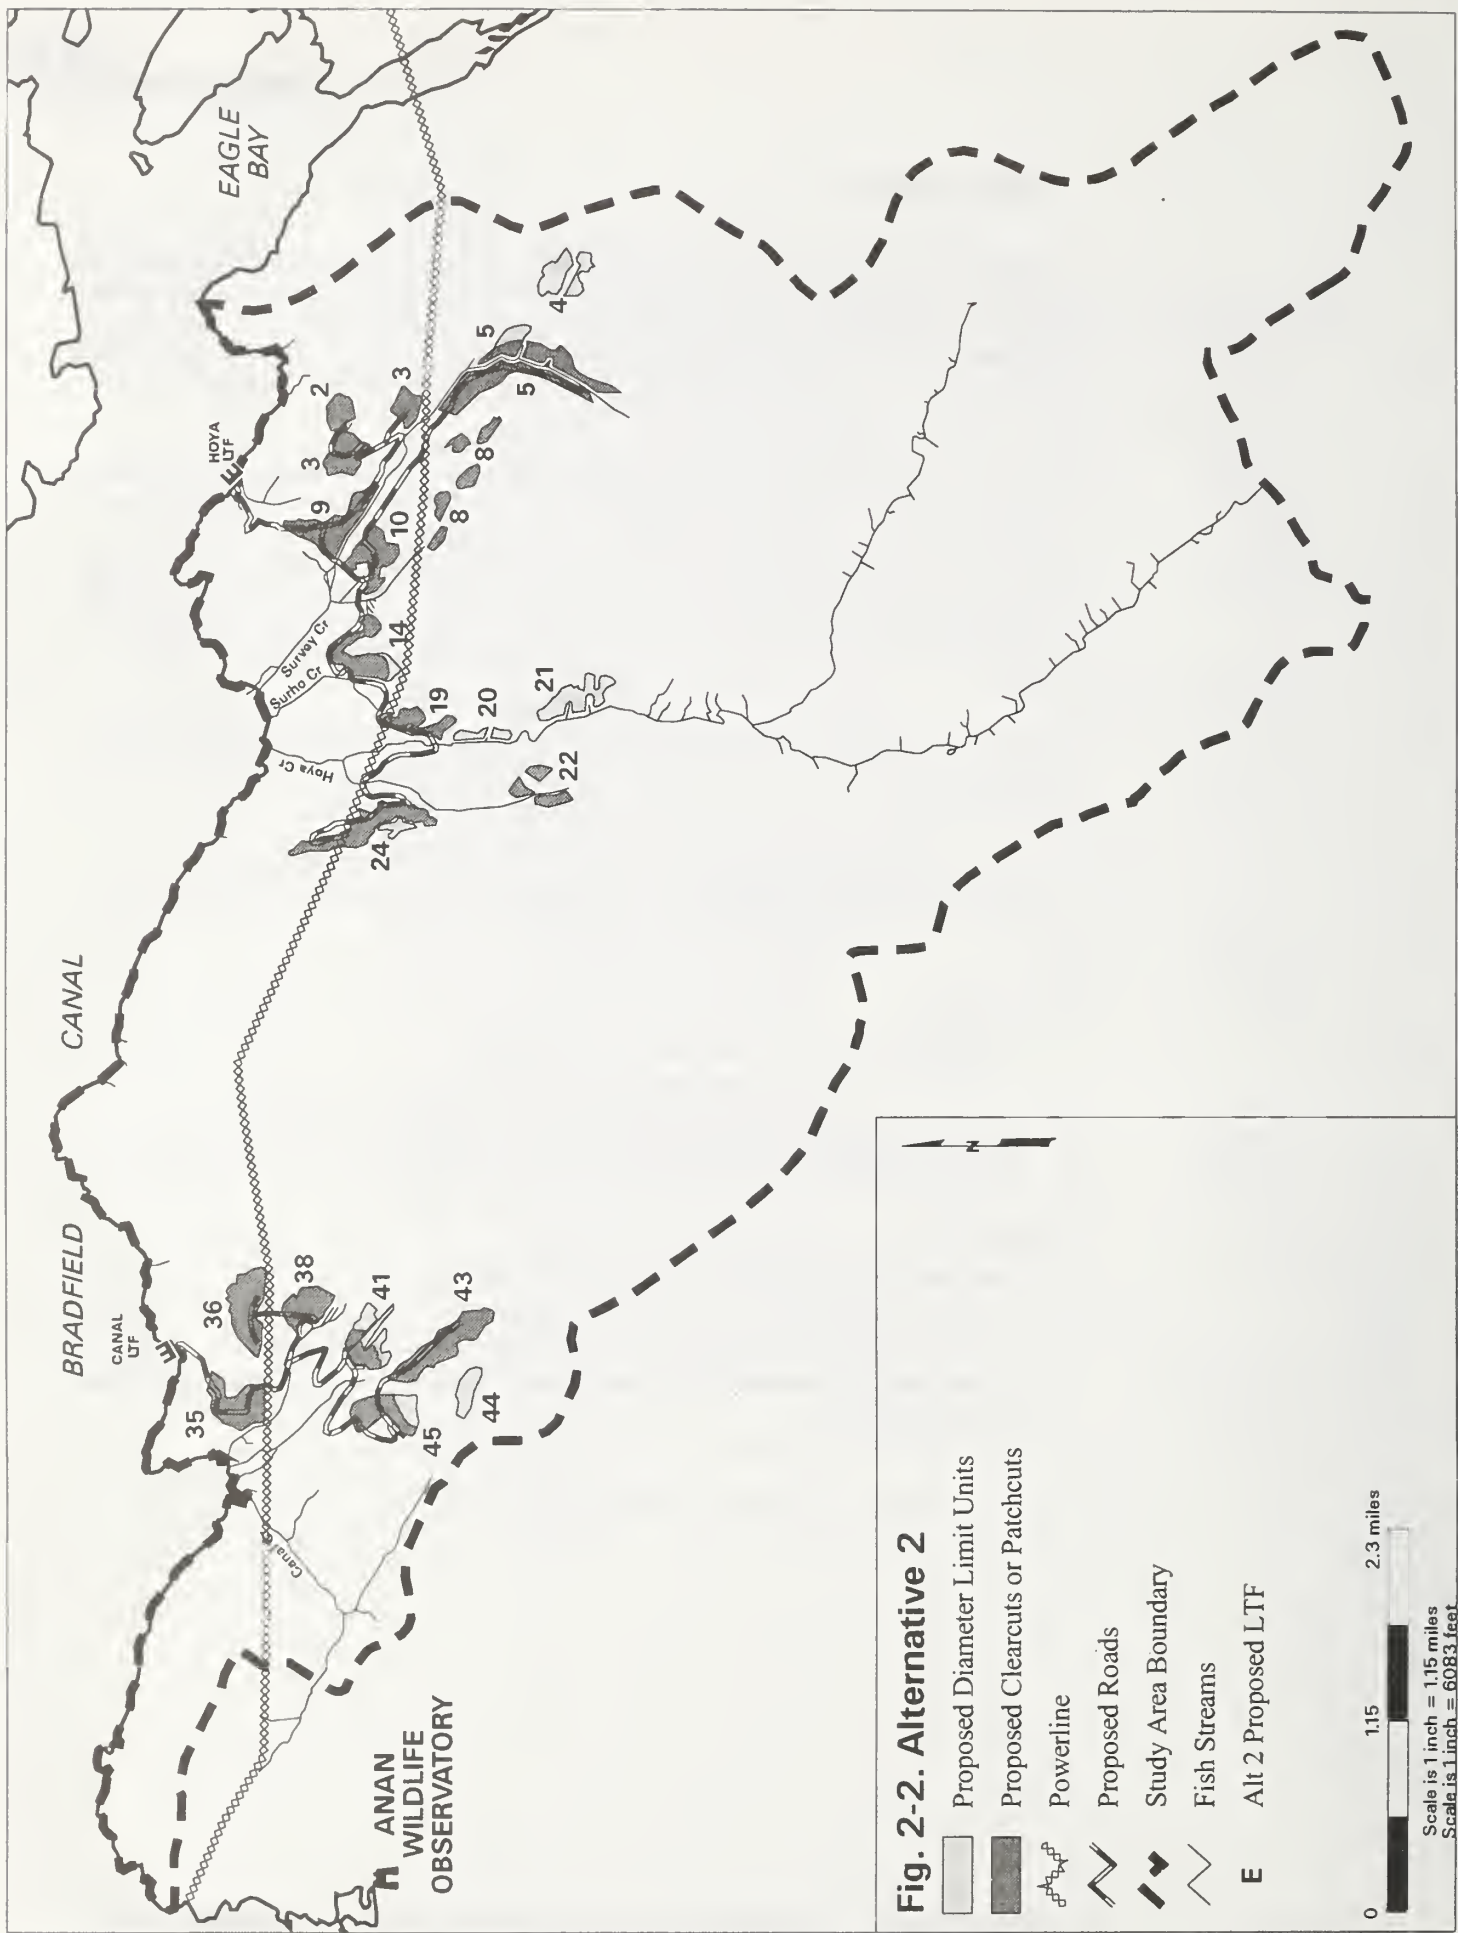 BRADFIELD
CANAL
EAGLE
BAY
CANAL
LTF
HOYA
LTF
35
36
38
41
43
44
45
24
22
21
20
19
14
10
9
8
8
5
5
4
3
3
2
Hoya Cr
Surho Cr
Survey Cr
Canal
ANAN
WILDLIFE
OBSERVATORY
Fig. 2-2. Alternative 2
Proposed Diameter Limit Units
Proposed Clearcuts or Patchcuts
Powerline
Proposed Roads
Study Area Boundary
Fish Streams
E Alt 2 Proposed LTF
N
0 1.15 2.3 miles
Scale is 1 inch = 1.15 miles
Scale is 1 inch = 6083 feet